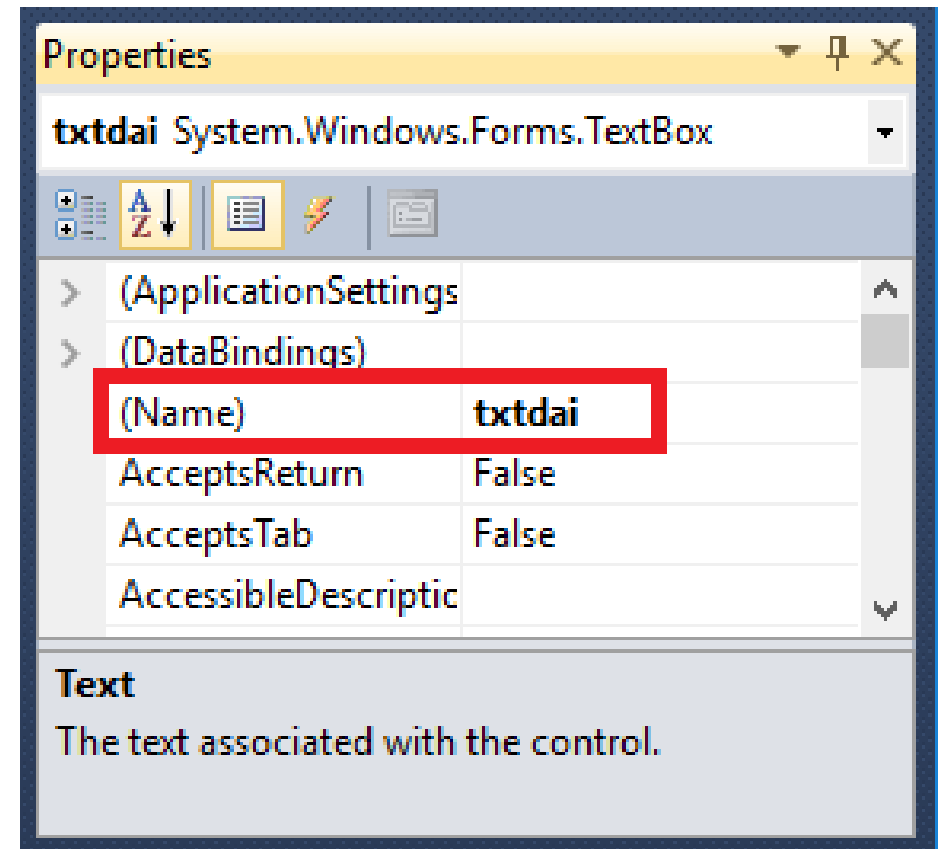 Properties
txtdai System.Windows.Forms.TextBox
A
Z
(ApplicationSettings
(DataBindings)
(Name) txtdai
AcceptsReturn False
AcceptsTab False
AccessibleDescriptic
Text
The text associated with the control.